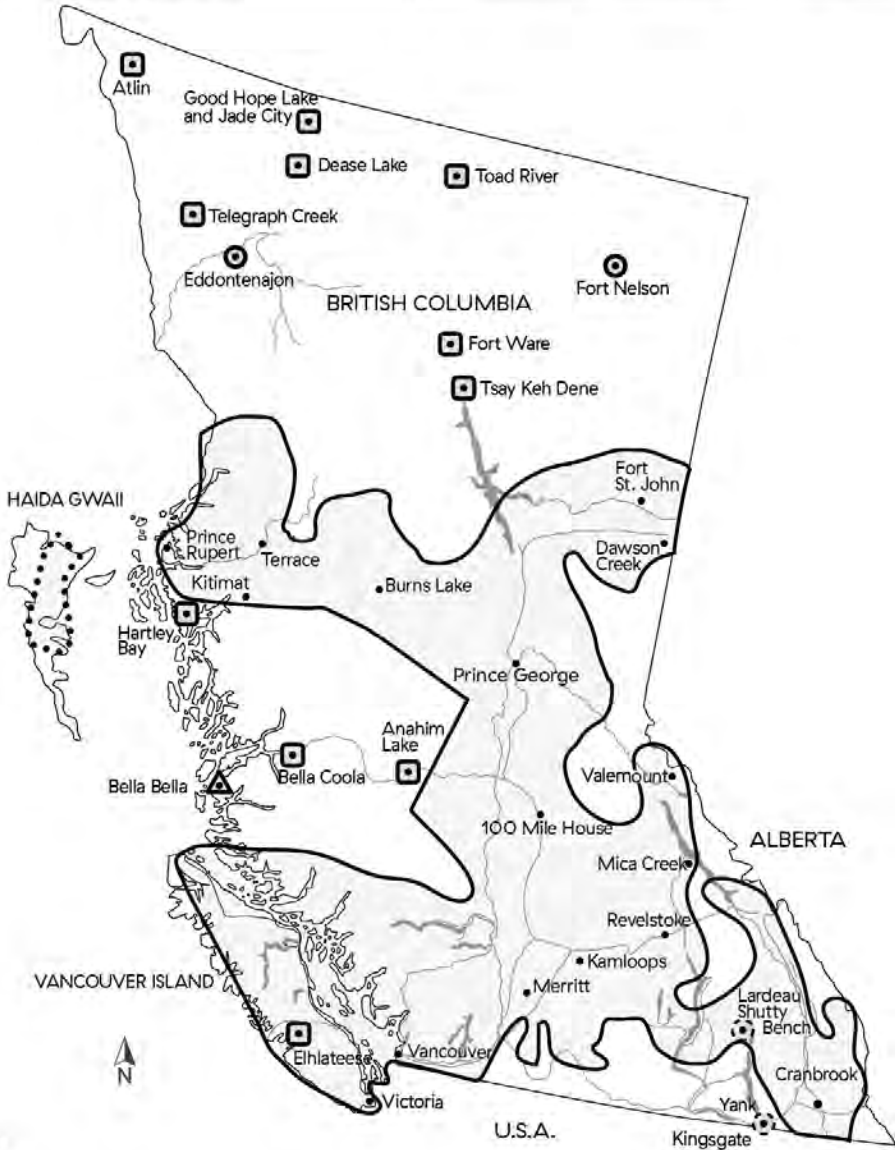 Atlin
Good Hope Lake
and Jade City
Dease Lake
Toad River
Telegraph Creek
Eddontenajon
Fort Nelson
BRITISH COLUMBIA
Fort Ware
Tsay Keh Dene
Fort
St. John
HAIDA GWAII
Prince
Rupert
Terrace
Dawson
Creek
Kitimat
Burns Lake
Hartley
Bay
Prince George
Anahim
Lake
Bella Coola
Bella Bella
Valemount
100 Mile House
ALBERTA
Mica Creek
Revelstoke
Kamloops
VANCOUVER ISLAND
Merritt
Lardeau
Shutty
Bench
N
Elhlateese
Vancouver
Cranbrook
Victoria
Yank
U.S.A.
Kingsgate